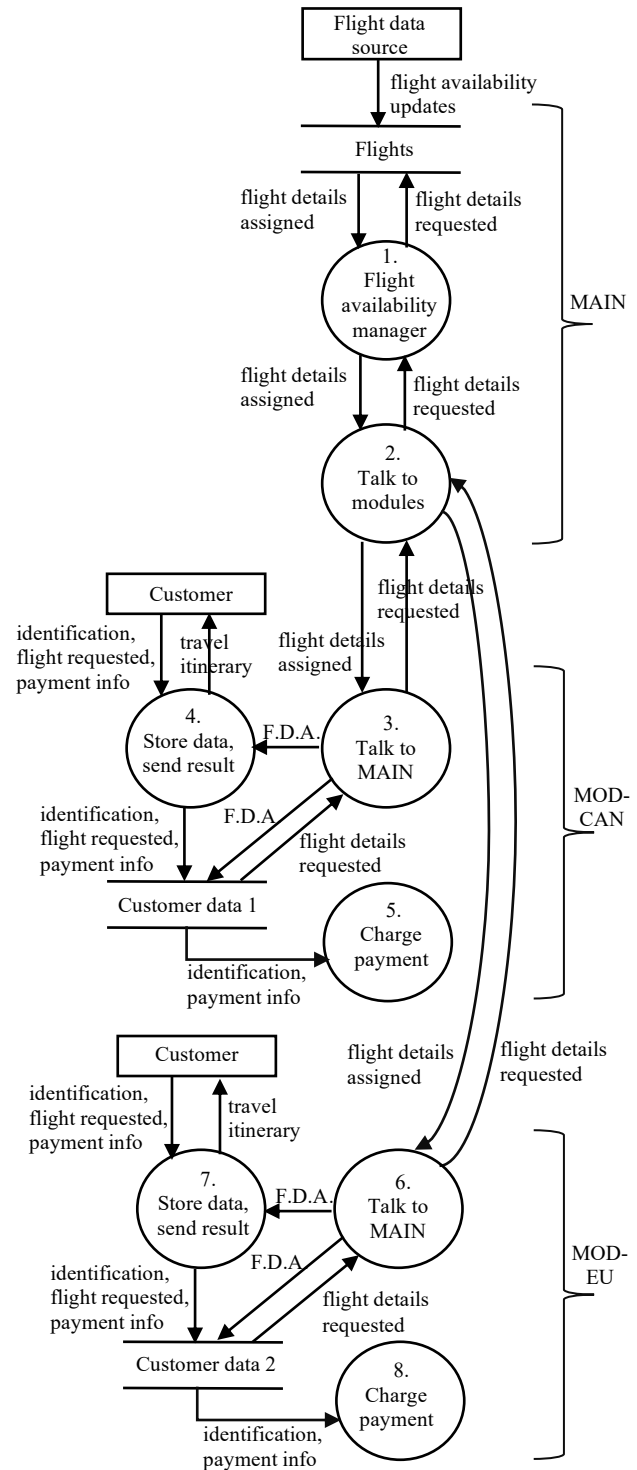 Flight data
source
flight availability
updates
Flights
flight details
assigned
flight details
requested
1.
Flight
availability
manager
MAIN
flight details
assigned
flight details
requested
2.
Talk to
modules
Customer
flight details
requested
identification,
flight requested,
payment info
travel
itinerary
flight details
assigned
4.
Store data,
send result
F.D.A.
3.
Talk to
MAIN
MOD-
CAN
identification,
flight requested,
payment info
F.D.A.
flight details
requested
Customer data 1
5.
Charge
payment
identification,
payment info
Customer
flight details
assigned
flight details
requested
identification,
flight requested,
payment info
travel
itinerary
7.
Store data,
send result
F.D.A.
6.
Talk to
MAIN
MOD-
EU
identification,
flight requested,
payment info
F.D.A.
flight details
requested
Customer data 2
8.
Charge
payment
identification,
payment info